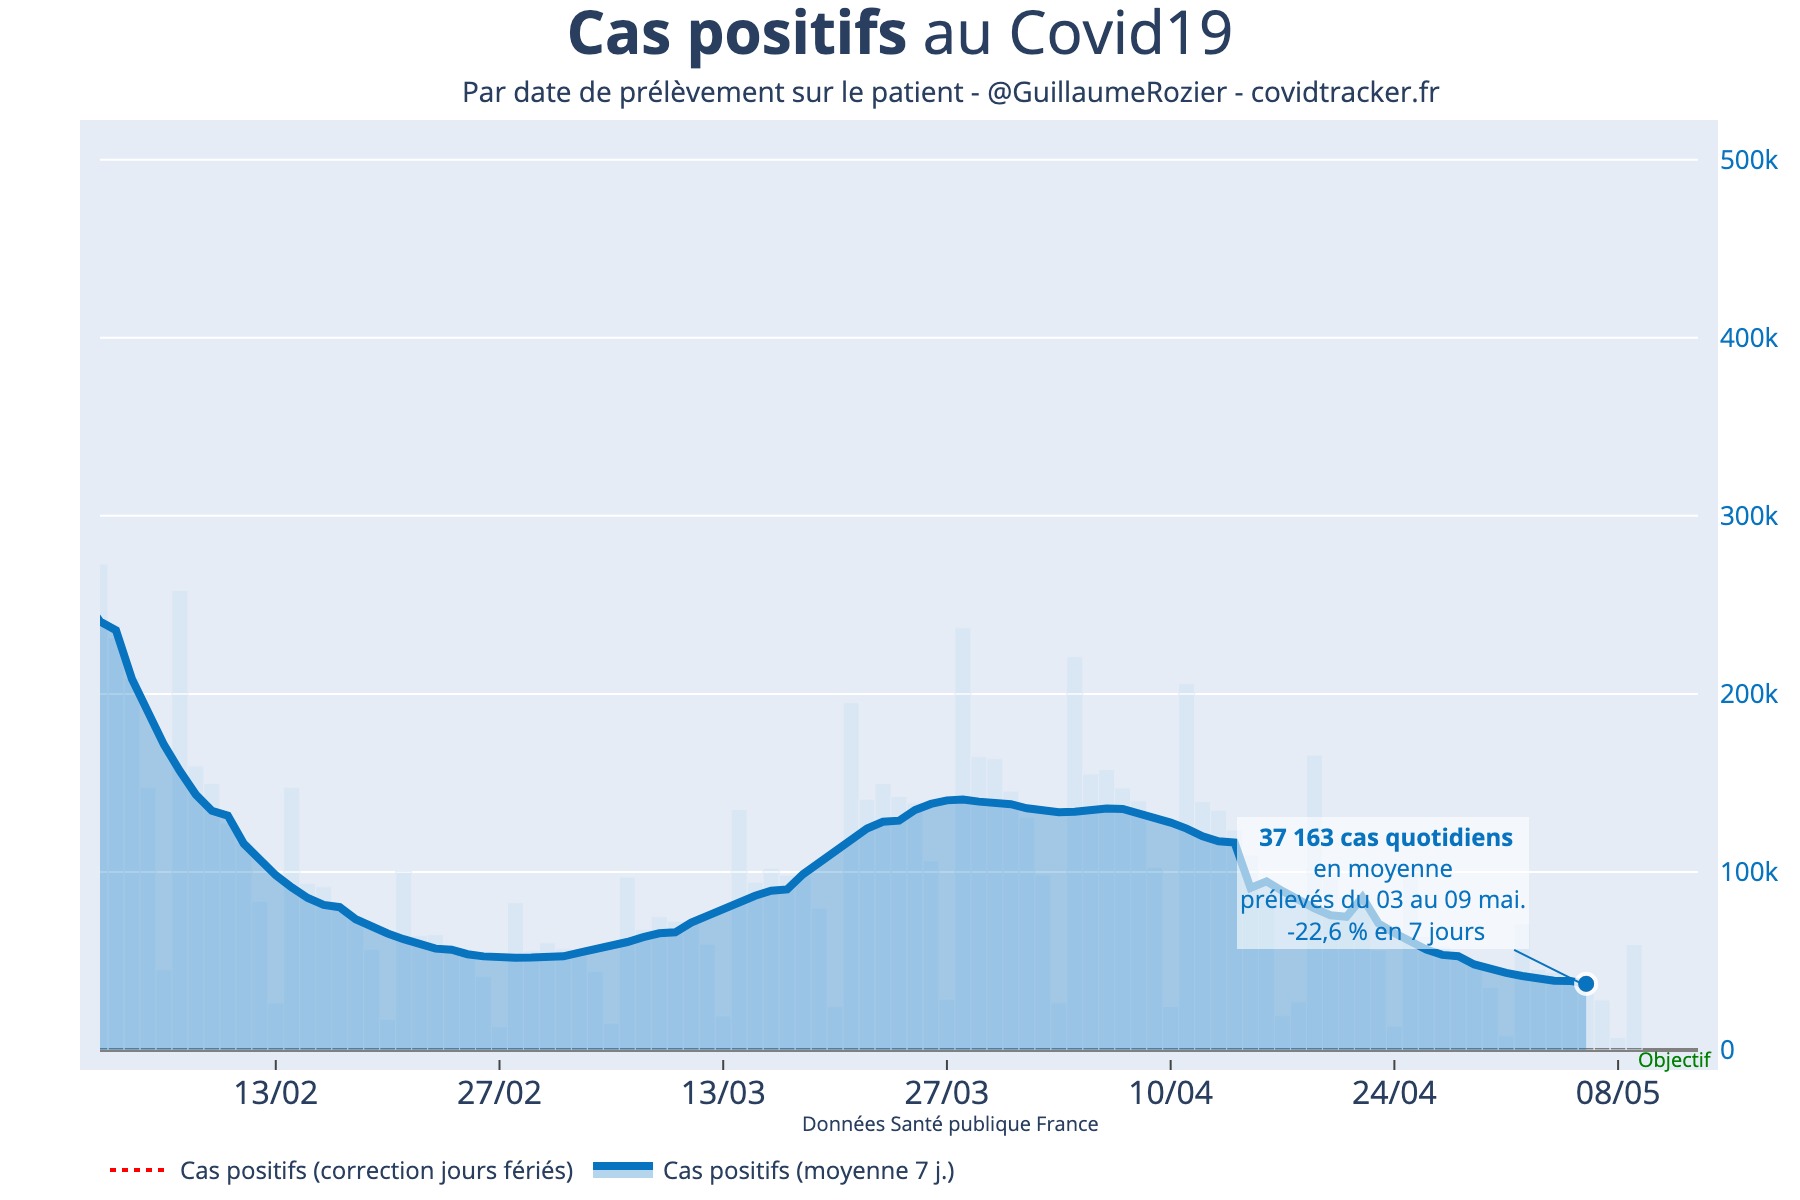 Cas positifs au Covid19
Par date de prélèvement sur le patient - @GuillaumeRozier - covidtracker.fr
500k
400k
300k
200k
100k
0
37 163 cas quotidiens
en moyenne
prélevés du 03 au 09 mai.
-22,6 % en 7 jours
Objectif
13/02 27/02 13/03 27/03 10/04 24/04 08/05
Données Santé publique France
Cas positifs (correction jours fériés) Cas positifs (moyenne 7 j.)